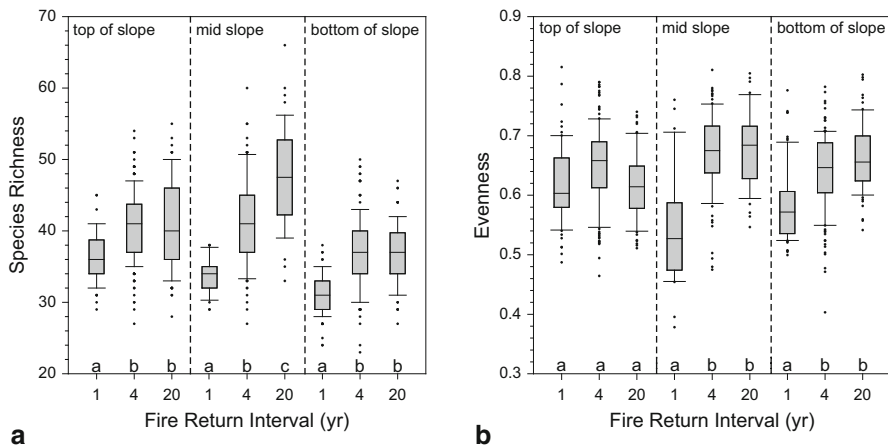 70
60
50
40
30
20
Species Richness
top of slope
mid slope
bottom of slope
a b b a b c a b b
1 4 20 1 4 20 1 4 20
Fire Return Interval (yr)
a
0.9
0.8
0.7
0.6
0.5
0.4
0.3
Evenness
top of slope
mid slope
bottom of slope
a a a a b b a b b
1 4 20 1 4 20 1 4 20
Fire Return Interval (yr)
b